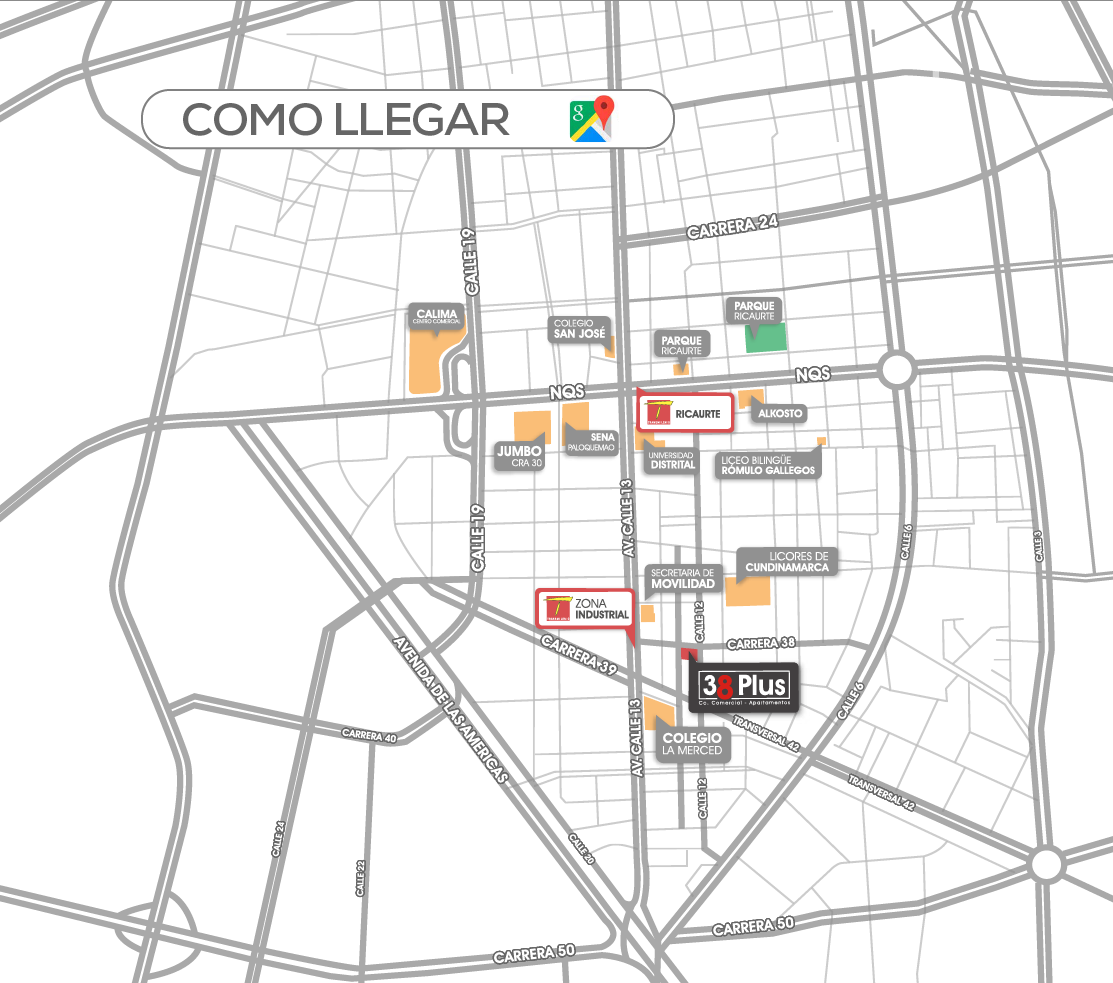 COMO LLEGAR
g
CARRERA 24
CALLE 19
CALIMA
CENTRO COMERCIAL
COLEGIO
SAN JOSÉ
PARQUE
RICAURTE
PARQUE
RICAURTE
NQS
NQS
RICAURTE
ALKOSTO
JUMBO
CRA 30
SENA
PALOQUEMAO
UNIVERSIDAD
DISTRITAL
LICEO BILINGÜE
RÓMULO GALLEGOS
CALLE 19
AV. CALLE 13
CALLE 6
CALLE 3
SECRETARIA DE
MOVILIDAD
LICORES DE
CUNDINAMARCA
ZONA
INDUSTRIAL
CALLE 12
CARRERA 38
CARRERA 39
38 Plus
Cc. Comercial - Apartamentos
CALLE 6
AVENIDA DE LAS AMERICAS
CARRERA 40
AV. CALLE 13
COLEGIO
LA MERCED
TRANSVERSAL 42
TRANSVERSAL 42
CALLE 12
CALLE 24
CALLE 22
CALLE 20
CARRERA 50
CARRERA 50